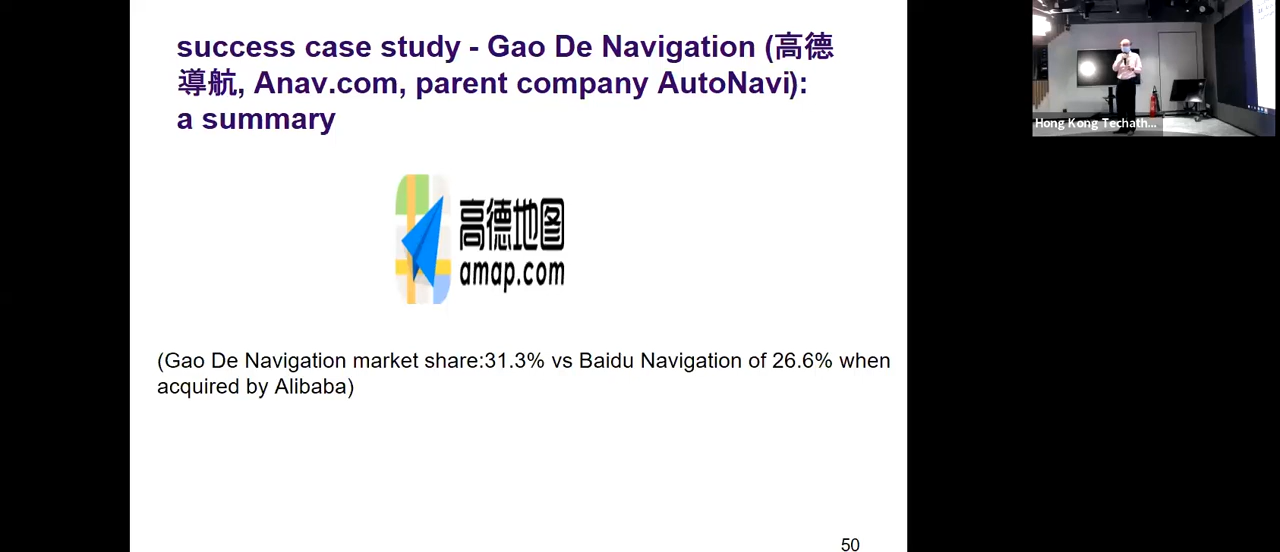 success case study - Gao De Navigation (高德
導航, Anav.com, parent company AutoNavi):
a summary
高德地图
amap.com
(Gao De Navigation market share:31.3% vs Baidu Navigation of 26.6% when
acquired by Alibaba)
50
Hong Kong Techath...